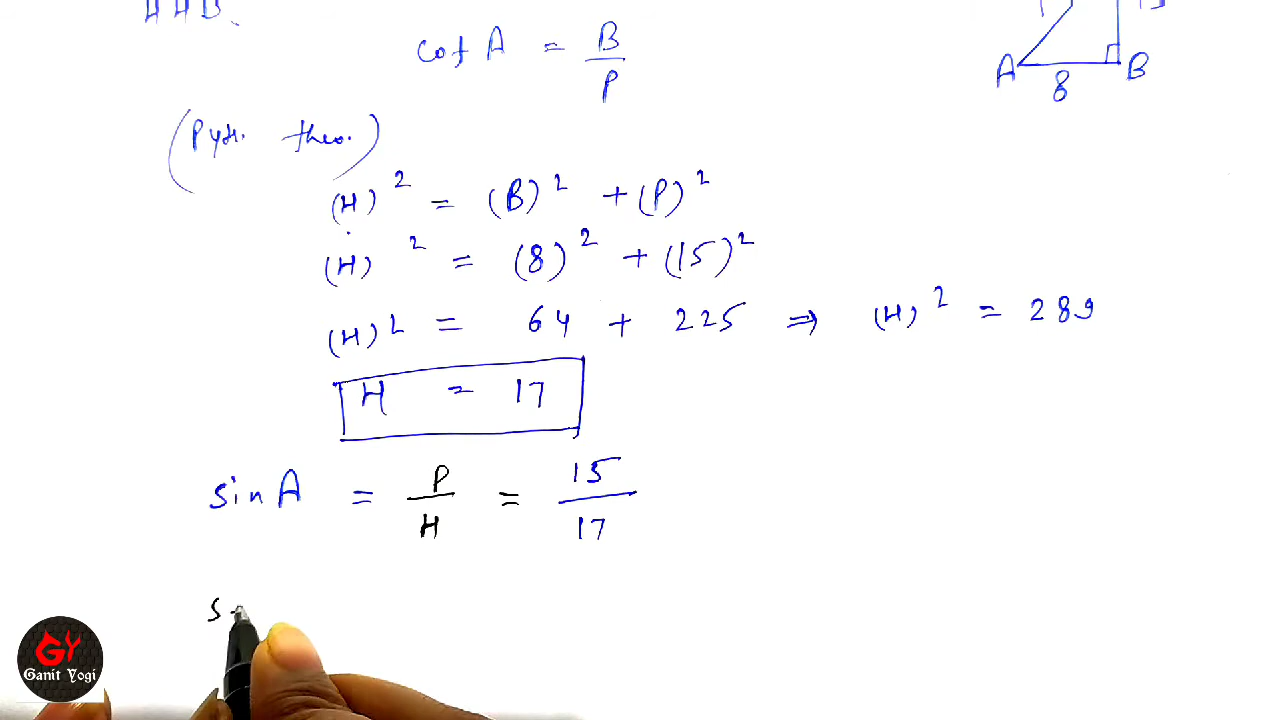 cot A = B/P
A
8
B
(Pyth. theo.)
(H)² = (B)² + (P)²
(H)² = (8)² + (15)²
(H)² = 64 + 225 ⇒ (H)² = 289
H = 17
sin A = P/H = 15/17
S
GY
Ganit Yogi